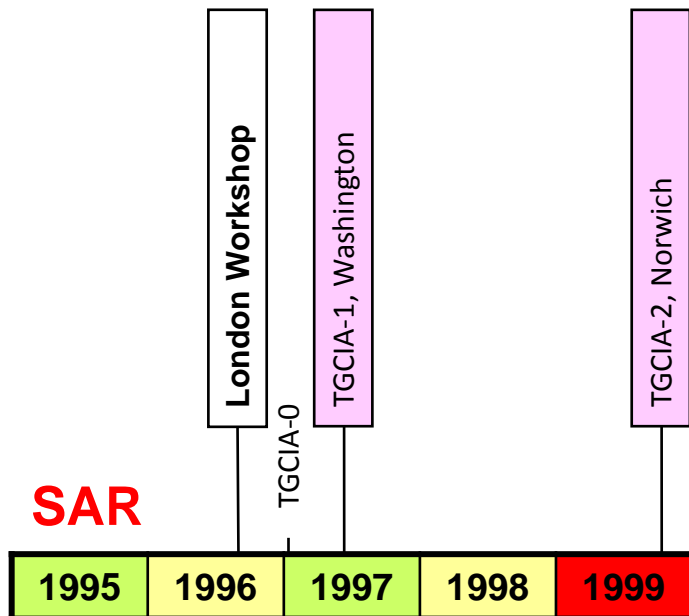 London Workshop
TGCIA-0
TGCIA-1, Washington
TGCIA-2, Norwich
SAR
1995
1996
1997
1998
1999